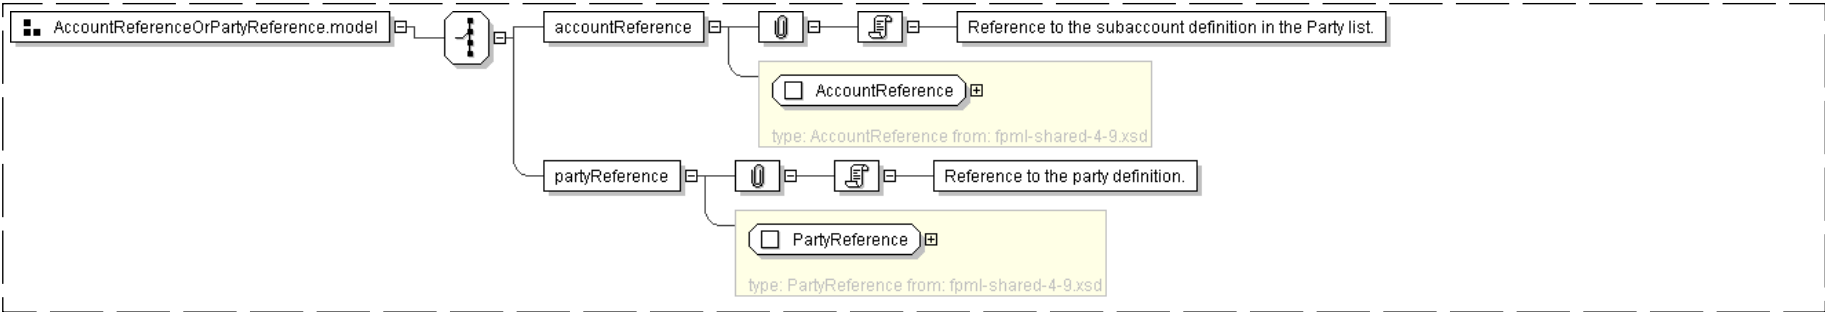 AccountReferenceOrPartyReference.model
accountReference
Reference to the subaccount definition in the Party list.
AccountReference
type: AccountReference from: fpml-shared-4-9.xsd
partyReference
Reference to the party definition.
PartyReference
type: PartyReference from: fpml-shared-4-9.xsd